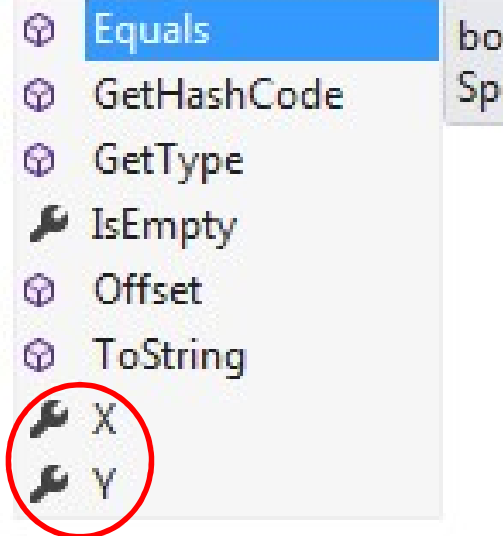 Equals
GetHashCode
GetType
IsEmpty
Offset
ToString
X
Y
bo
Sp